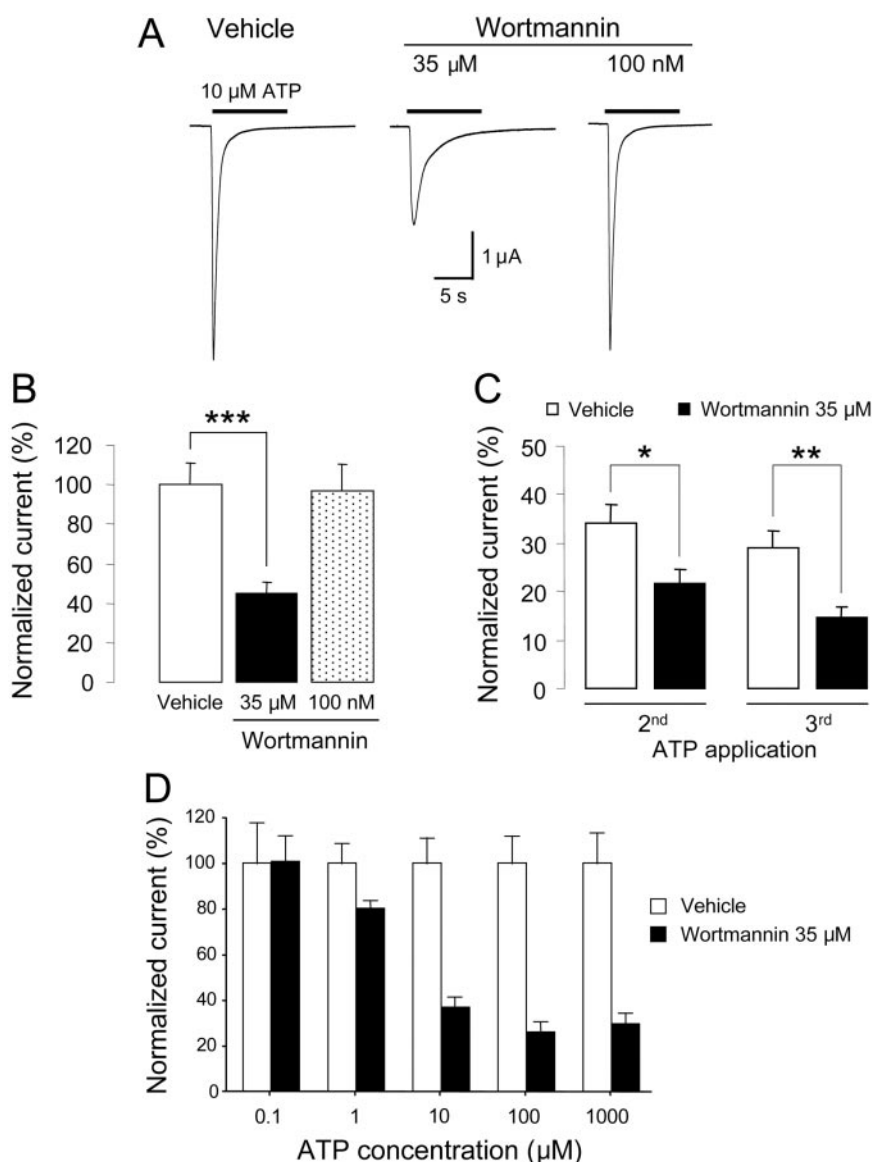 A
Vehicle
Wortmannin
35 µM
100 nM
10 µM ATP
1 µA
5 s
B
Normalized current (%)
120
100
80
60
40
20
0
***
Vehicle
35 µM
100 nM
Wortmannin
C
Vehicle
Wortmannin 35 µM
Normalized current (%)
50
40
30
20
10
0
*
**
2nd
3rd
ATP application
D
Normalized current (%)
120
100
80
60
40
20
0
Vehicle
Wortmannin 35 µM
0.1
1
10
100
1000
ATP concentration (µM)